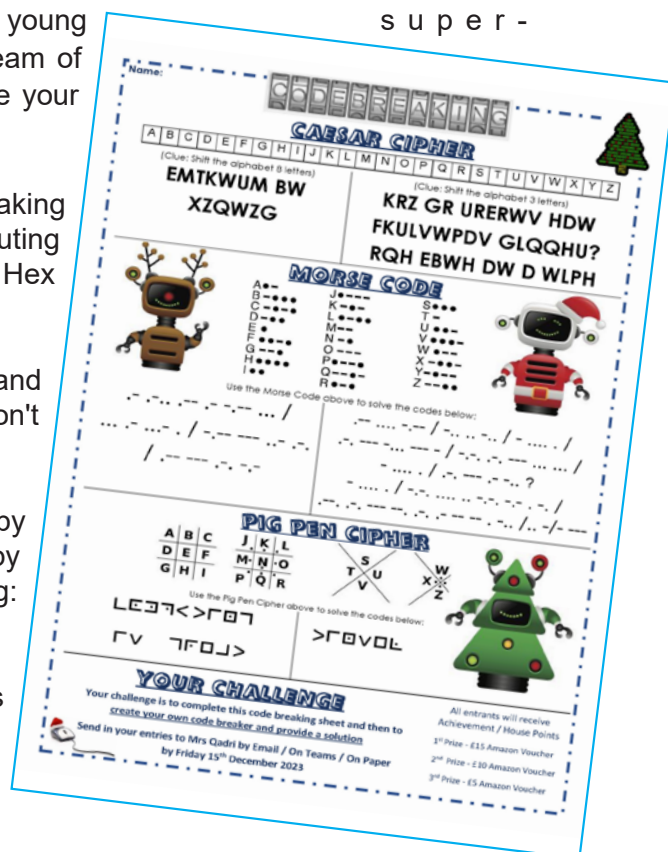 young
s u p e r -
eam of
e your
aking
uting
Hex
and
on't
by
by
g:
s
Name:
CODEBREAKING
CAESAR CIPHER
A B C D E F G H I J K L M N O P Q R S T U V W X Y Z
(Clue: Shift the alphabet 8 letters)
EMTKWUM BW
XZQWZG
(Clue: Shift the alphabet 3 letters)
KRZ GR URERWV HDW
FKULVWPDV GLQQHU?
RQH EBWH DW D WLPH
MORSE CODE
A●–
B–●●●
C–●–●
D–●●
E●
F●●–●
G––●
H●●●●
I●●
J●–––
K–●–
L●–●●
M––
N–●
O–––
P●––●
Q––●–
R●–●
S●●●
T–
U●●–
V●●●–
W●––
X–●●–
Y–●––
Z––●●
Use the Morse Code above to solve the codes below:
PIG PEN CIPHER
A B C
D E F
G H I
J K L
M N O
P Q R
S
T U
V
W
X
Z
Use the Pig Pen Cipher above to solve the codes below:
YOUR CHALLENGE
Your challenge is to complete this code breaking sheet and then to
create your own code breaker and provide a solution
Send in your entries to Mrs Qadri by Email / On Teams / On Paper
by Friday 15th December 2023
All entrants will receive
Achievement / House Points
1st Prize - £15 Amazon Voucher
2nd Prize - £10 Amazon Voucher
3rd Prize - £5 Amazon Voucher